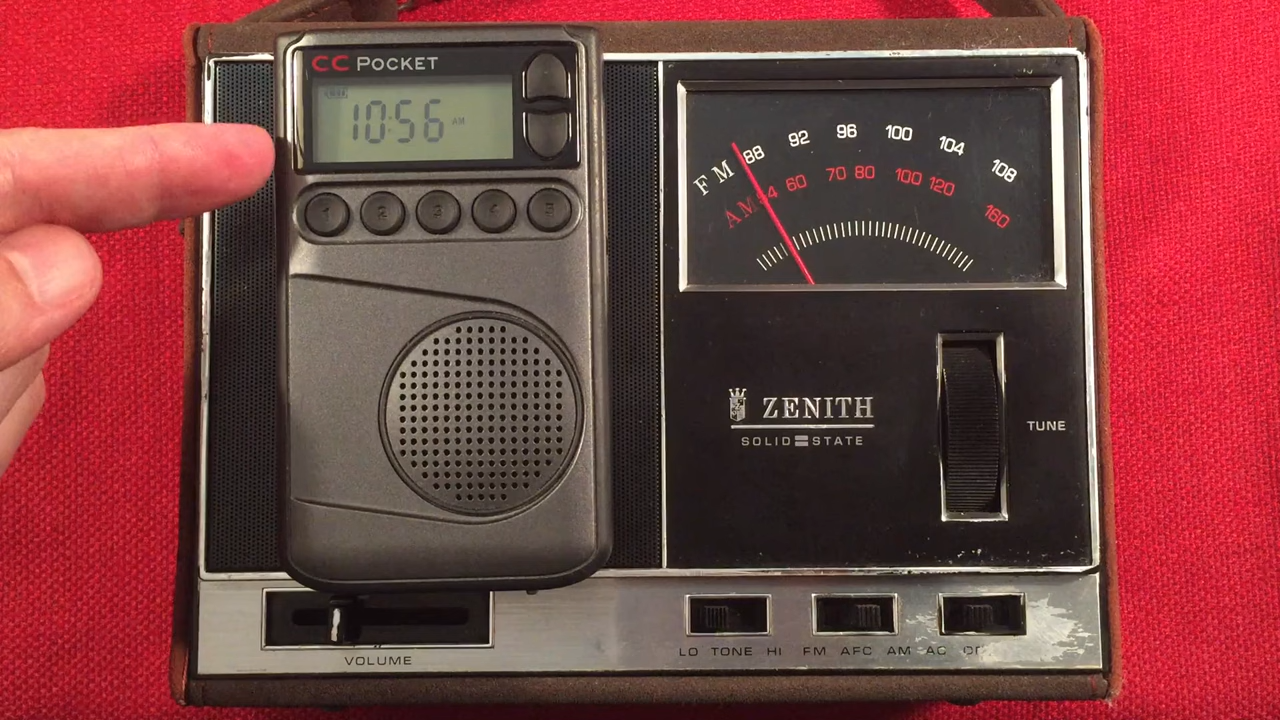 CC POCKET
10:56 AM
1 2 3 4
FM 88 92 96 100 104 108
AM 54 60 70 80 100 120 160
ZENITH
SOLID STATE
TUNE
VOLUME
LO TONE HI FM AFC AM AC